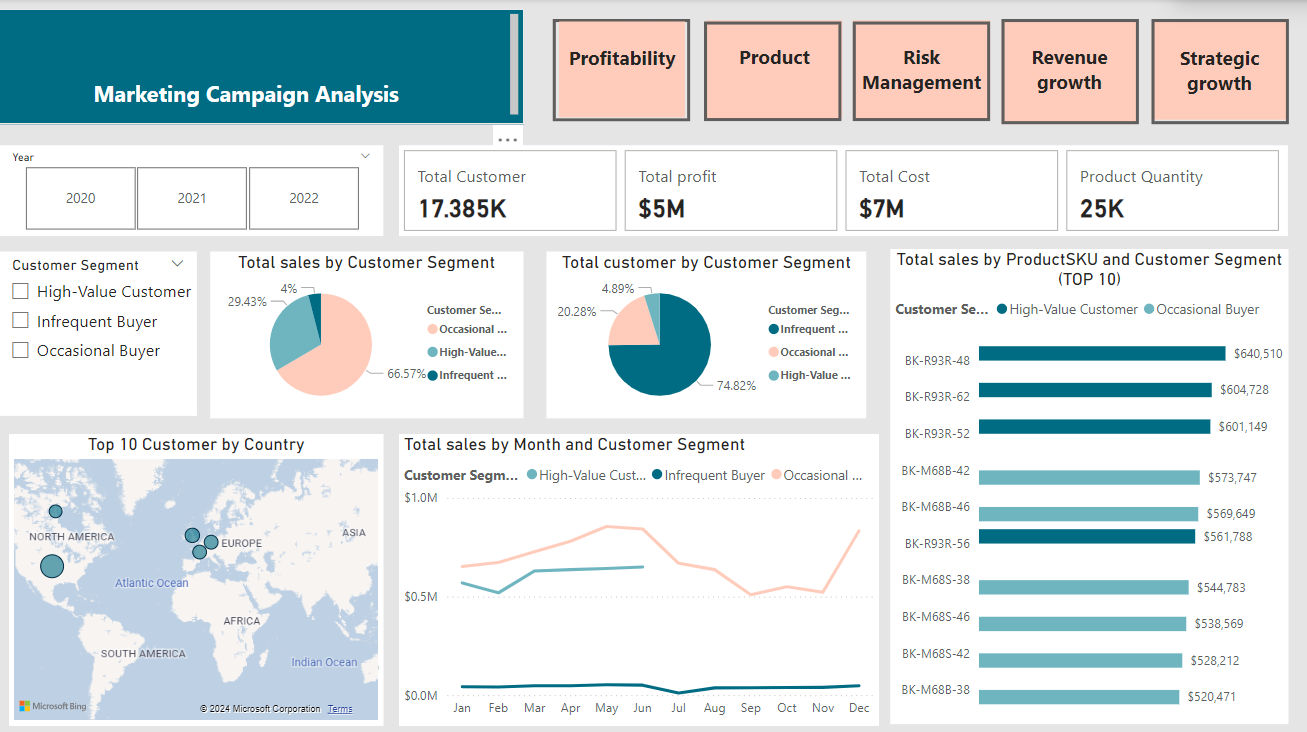 Marketing Campaign Analysis
Profitability
Product
Risk
Management
Revenue
growth
Strategic
growth
Year
2020
2021
2022
Total Customer
17.385K
Total profit
$5M
Total Cost
$7M
Product Quantity
25K
Customer Segment
High-Value Customer
Infrequent Buyer
Occasional Buyer
Total sales by Customer Segment
4%
29.43%
66.57%
Customer Se...
Occasional ...
High-Value...
Infrequent ...
Total customer by Customer Segment
4.89%
20.28%
74.82%
Customer Seg...
Infrequent ...
Occasional ...
High-Value ...
Total sales by ProductSKU and Customer Segment
(TOP 10)
Customer Se... High-Value Customer Occasional Buyer
BK-R93R-48 $640,510
BK-R93R-62 $604,728
BK-R93R-52 $601,149
BK-M68B-42 $573,747
BK-M68B-46 $569,649
BK-R93R-56 $561,788
BK-M68S-38 $544,783
BK-M68S-46 $538,569
BK-M68S-42 $528,212
BK-M68B-38 $520,471
Top 10 Customer by Country
NORTH AMERICA
EUROPE
ASIA
Atlantic Ocean
AFRICA
SOUTH AMERICA
Indian Ocean
Microsoft Bing
© 2024 Microsoft Corporation Terms
Total sales by Month and Customer Segment
Customer Segm... High-Value Cust... Infrequent Buyer Occasional ...
$1.0M
$0.5M
$0.0M
Jan Feb Mar Apr May Jun Jul Aug Sep Oct Nov Dec